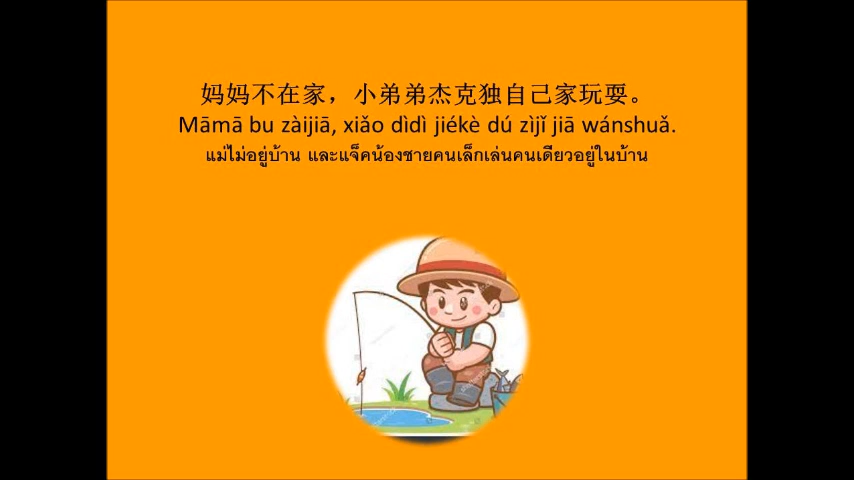 妈妈不在家，小弟弟杰克独自己家玩耍。
Māmā bu zàijiā, xiǎo dìdì jiékè dú zìjǐ jiā wánshuǎ.
แม่ไม่อยู่บ้าน และแจ็คน้องชายคนเล็กเล่นคนเดียวอยู่ในบ้าน